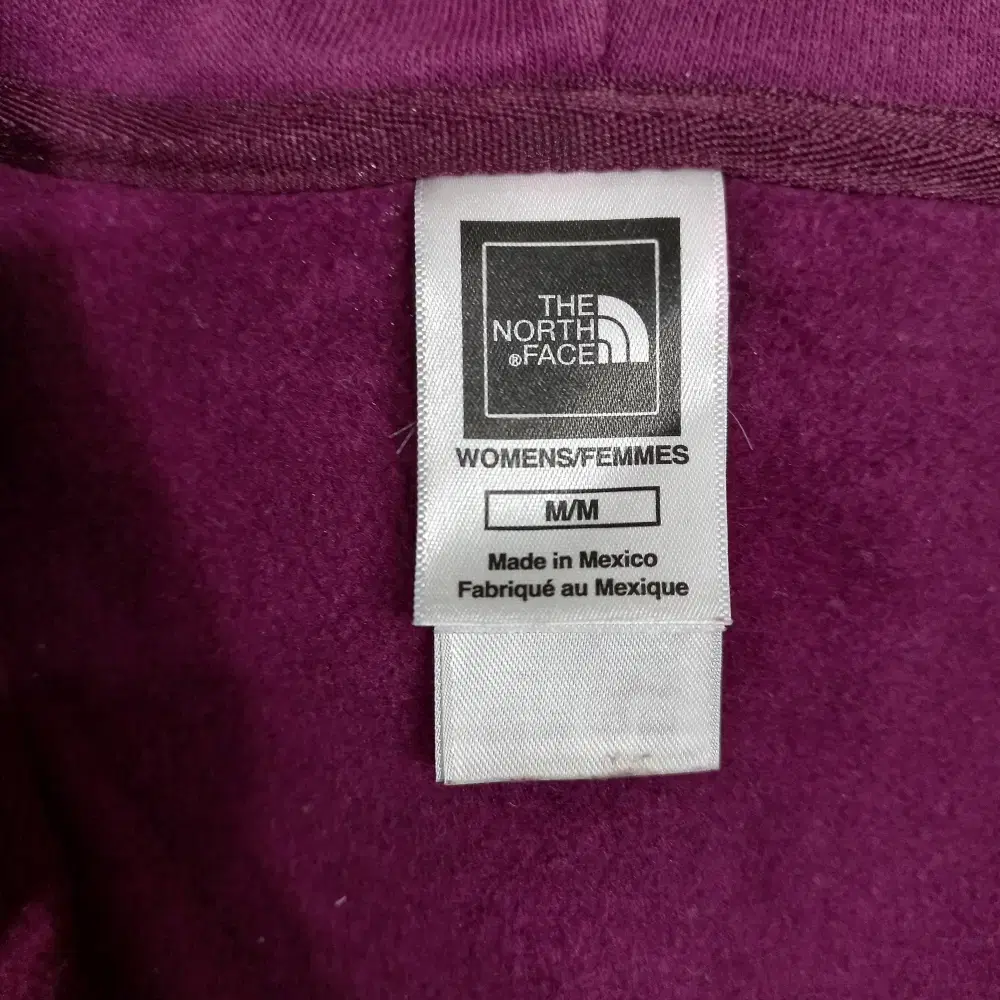 THE
NORTH
®FACE
WOMENS/FEMMES
M/M
Made in Mexico
Fabriqué au Mexique